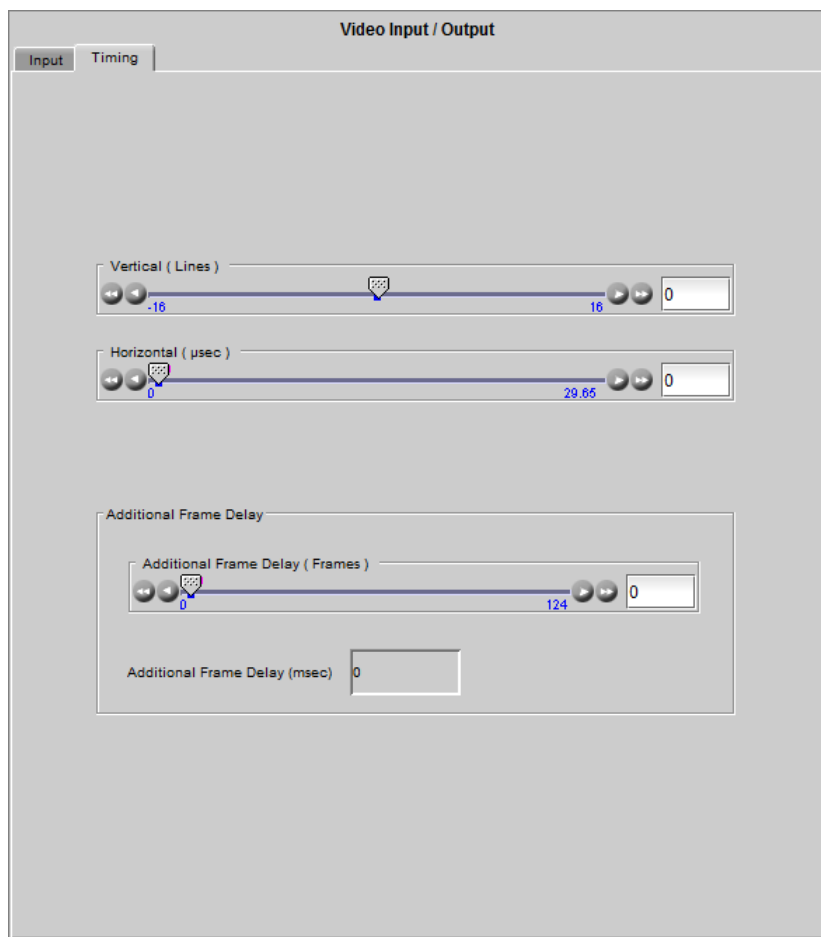 Video Input / Output
Input Timing
Vertical ( Lines )
-16 16 0
Horizontal ( µsec )
0 29.65 0
Additional Frame Delay
Additional Frame Delay ( Frames )
0 124 0
Additional Frame Delay (msec) 0